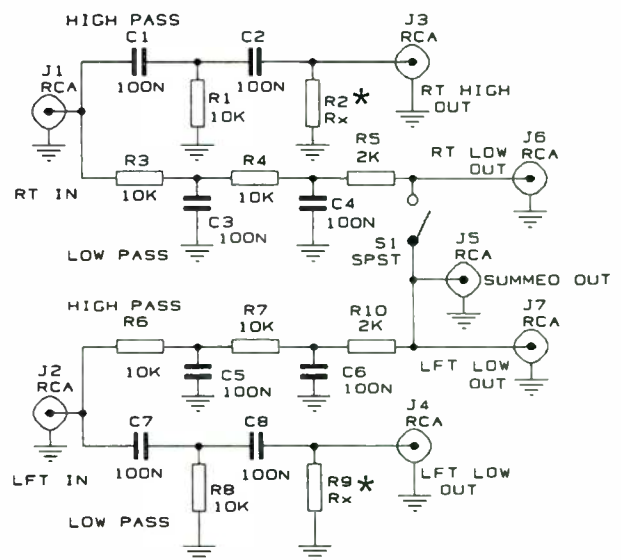 HIGH PASS
C1
C2
J3
RCA
J1
RCA
100N
100N
R1
10K
R2*
Rx
RT HIGH
OUT
R5
2K
J6
RCA
R3
R4
RT LOW
OUT
RT IN
10K
10K
C3
100N
C4
100N
LOW PASS
S1
SPST
J5
RCA
SUMMEO OUT
HIGH PASS
R6
R7
10K
R10
2K
J7
RCA
10K
J2
RCA
C5
100N
C6
100N
LFT LOW
OUT
C7
C8
J4
RCA
LFT IN
100N
100N
R8
10K
R9*
Rx
LFT LOW
OUT
LOW PASS